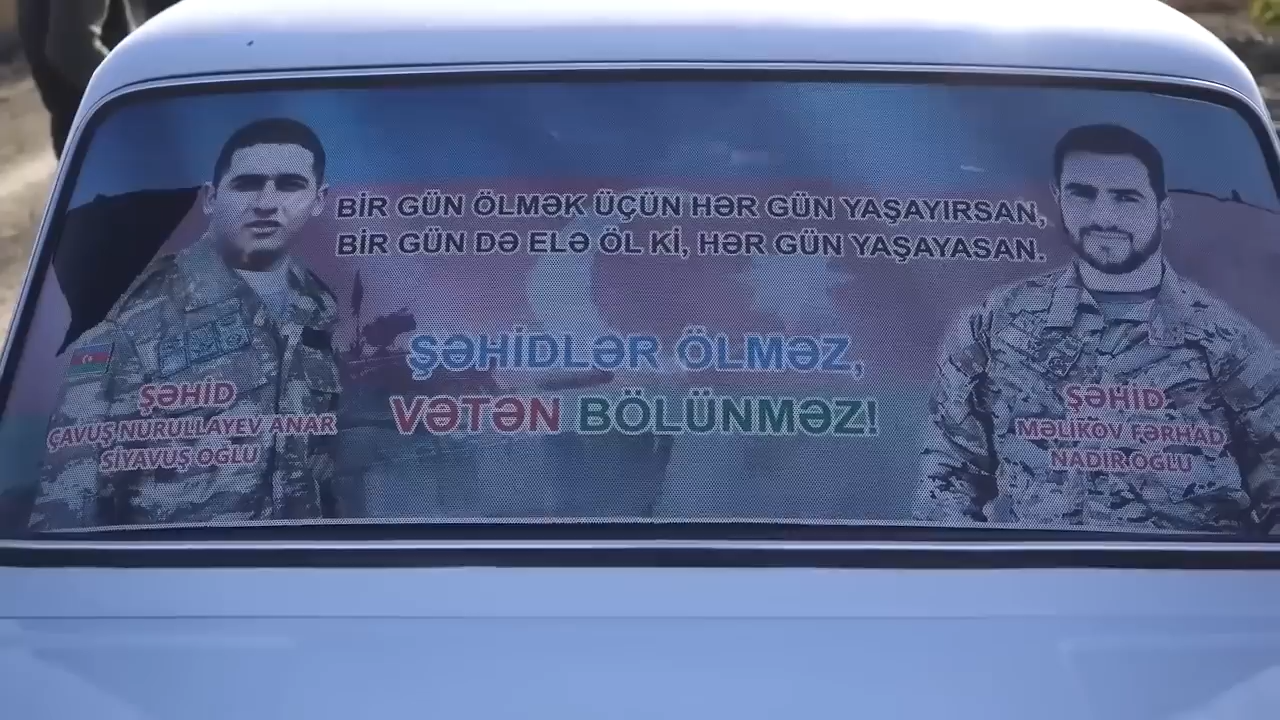 BİR GÜN ÖLMƏK ÜÇÜN HƏR GÜN YAŞAYIRSAN,
BİR GÜN DƏ ELƏ ÖL Kİ, HƏR GÜN YAŞAYASAN.
ŞƏHİDLƏR ÖLMƏZ,
VƏTƏN BÖLÜNMƏZ!
ŞƏHİD
ÇAVUŞ NURULLAYEV ANAR
SİYAVUŞ OĞLU
ŞƏHİD
MƏLİKOV FƏRHAD
NADİR OĞLU